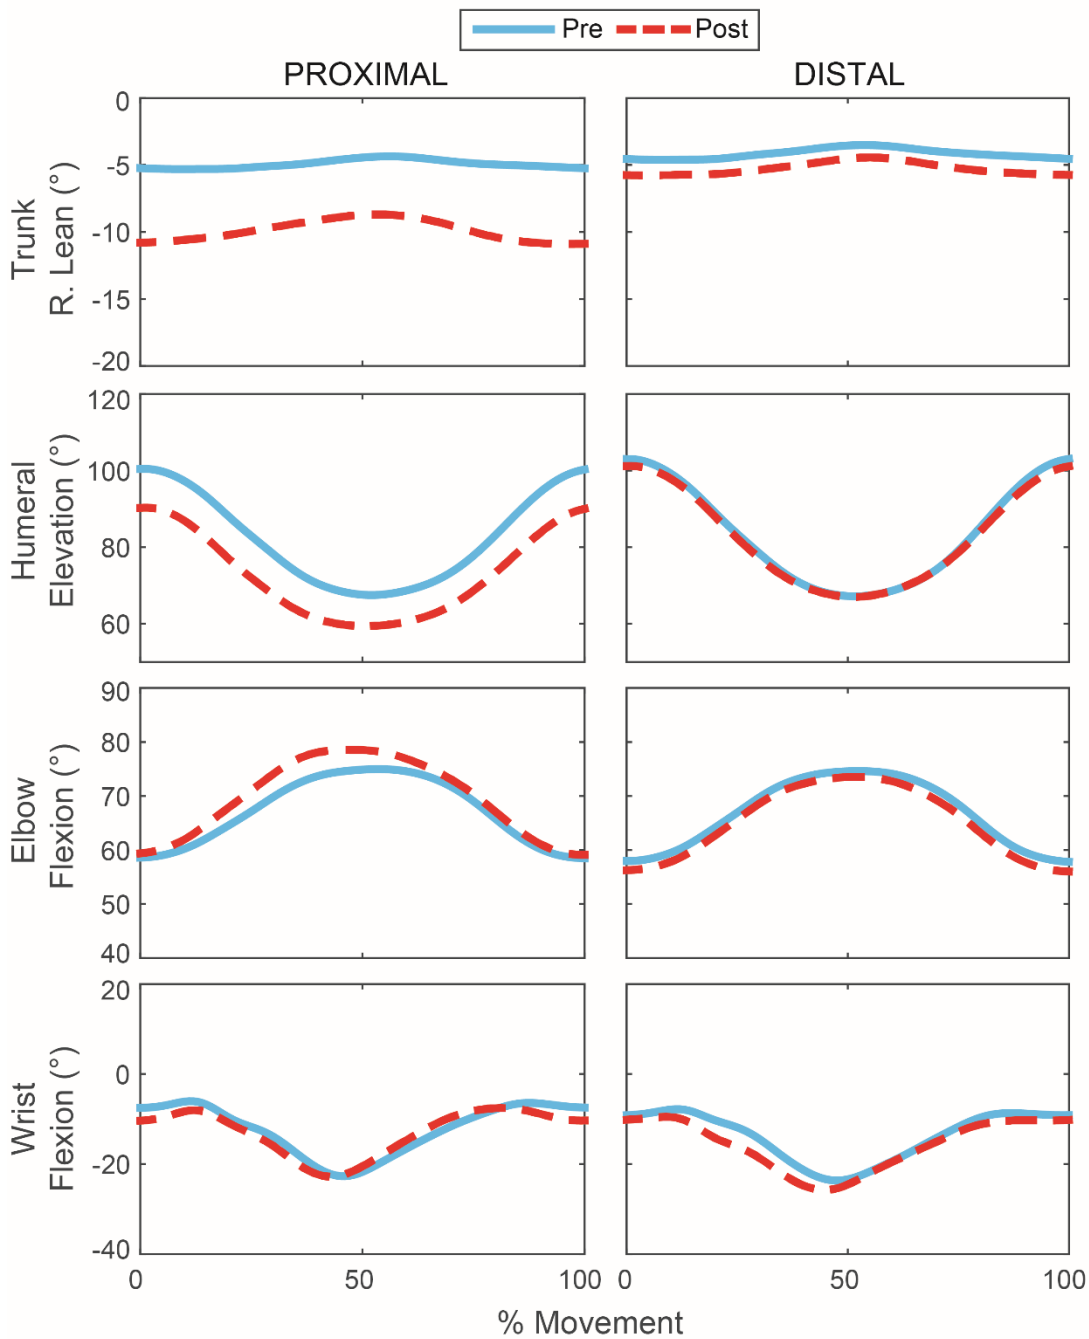 Pre Post
PROXIMAL DISTAL
Trunk
R. Lean (°)
0
-5
-10
-15
-20
Humeral
Elevation (°)
120
100
80
60
Elbow
Flexion (°)
90
80
70
60
50
40
Wrist
Flexion (°)
20
0
-20
-40
0 50 100 0 50 100
% Movement